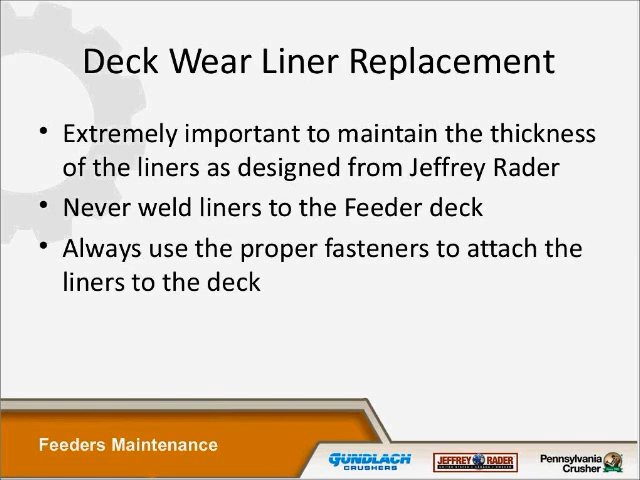 Deck Wear Liner Replacement
• Extremely important to maintain the thickness
of the liners as designed from Jeffrey Rader
• Never weld liners to the Feeder deck
• Always use the proper fasteners to attach the
liners to the deck
Feeders Maintenance
GUNDLACH
CRUSHERS
JEFFREY RADER
Pennsylvania
Crusher